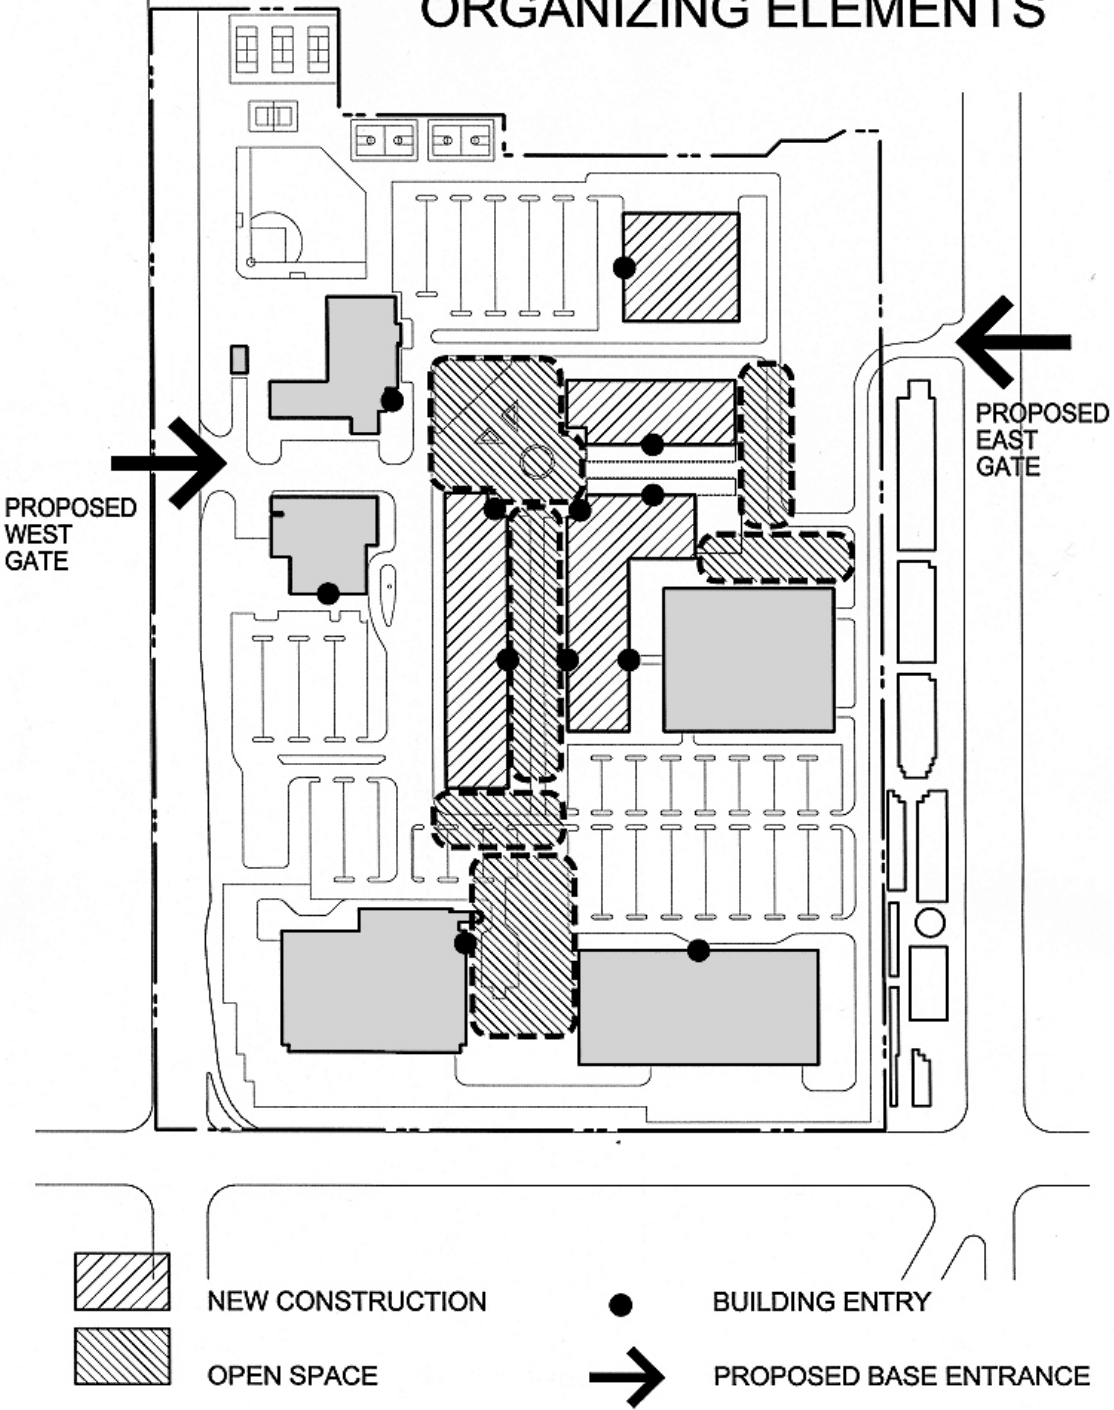 ORGANIZING ELEMENTS
PROPOSED
EAST
GATE
PROPOSED
WEST
GATE
NEW CONSTRUCTION
BUILDING ENTRY
OPEN SPACE
PROPOSED BASE ENTRANCE